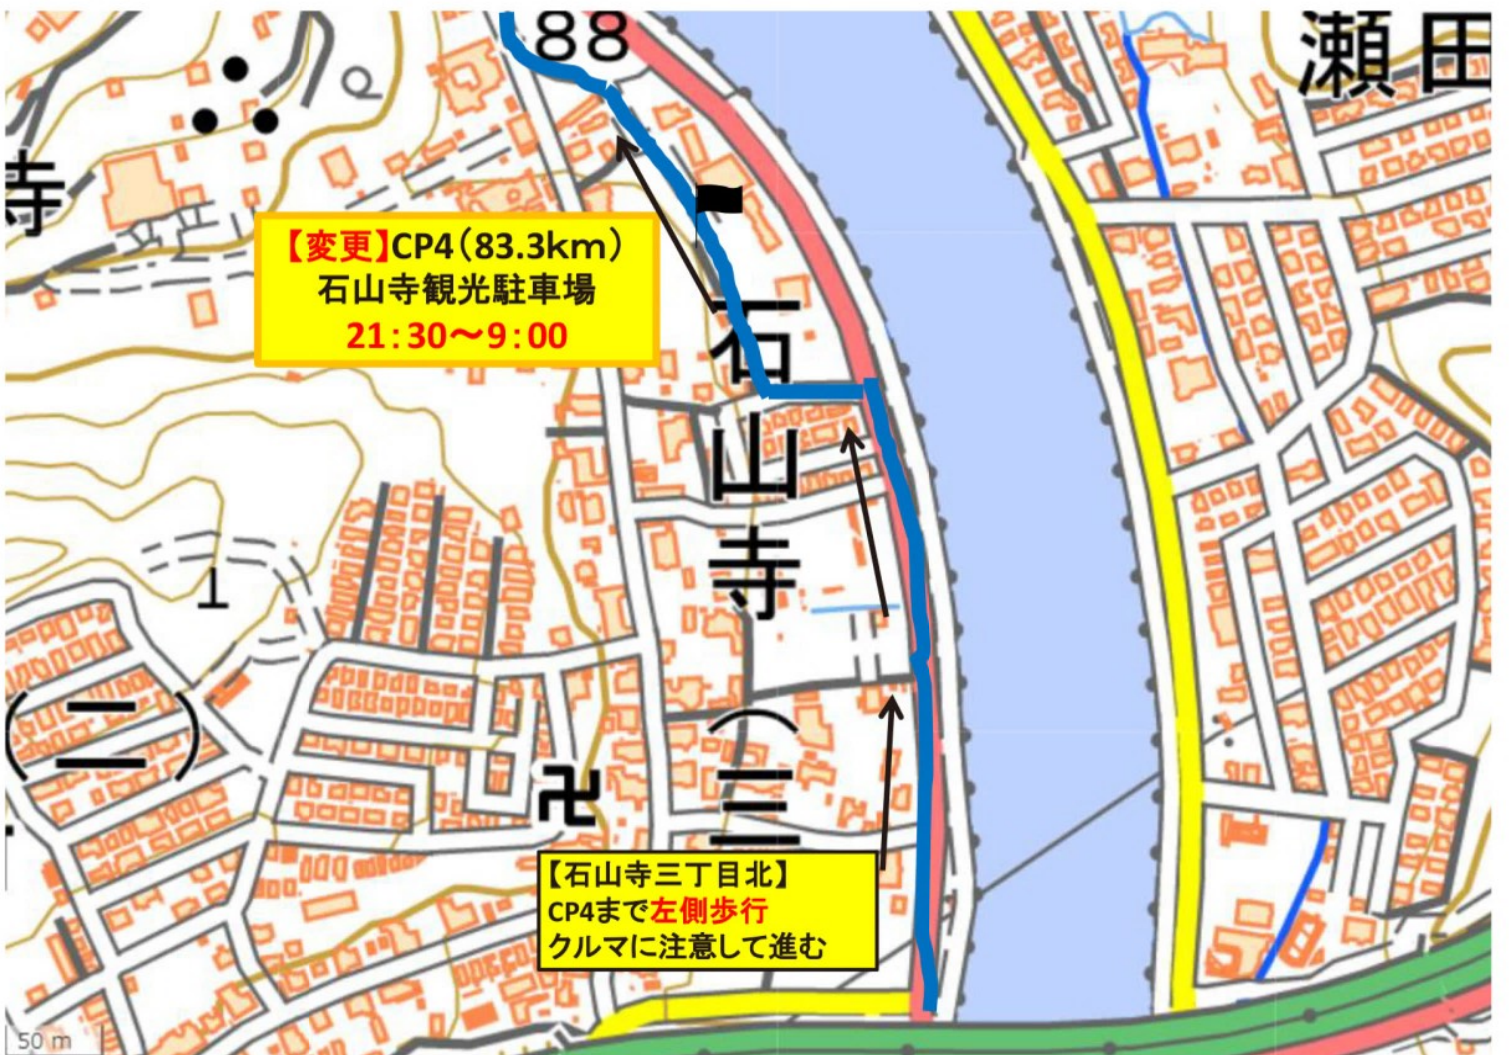 88
瀬田
寺
【変更】CP4（83.3km）
石山寺観光駐車場
21：30～9：00
石山寺（三）
（二）
【石山寺三丁目北】
CP4まで左側歩行
クルマに注意して進む
50 m